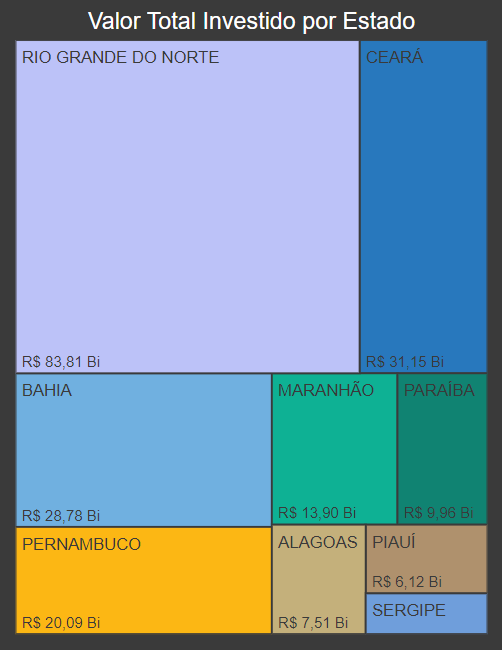 Valor Total Investido por Estado
RIO GRANDE DO NORTE
R$ 83,81 Bi
CEARÁ
R$ 31,15 Bi
BAHIA
R$ 28,78 Bi
MARANHÃO
R$ 13,90 Bi
PARAÍBA
R$ 9,96 Bi
PERNAMBUCO
R$ 20,09 Bi
ALAGOAS
R$ 7,51 Bi
PIAUÍ
R$ 6,12 Bi
SERGIPE